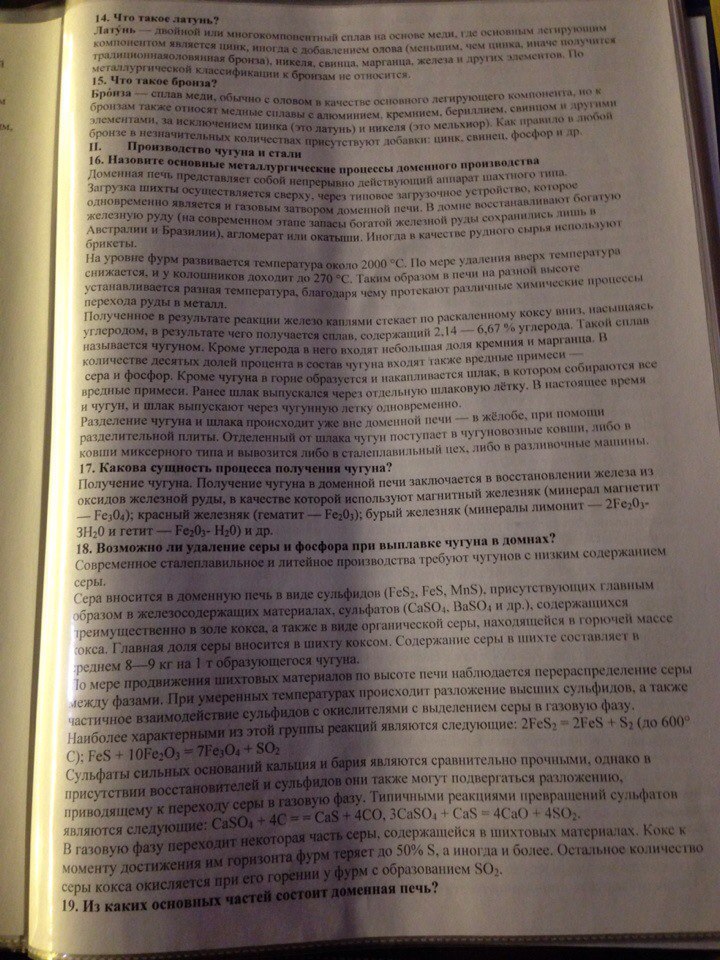 14. Что такое латунь?
Лату́нь — двойной или многокомпонентный сплав на основе меди, где основным легирующим
компонентом является цинк, иногда с добавлением олова (меньшим, чем цинка, иначе получится
традиционнаяоловянная бронза), никеля, свинца, марганца, железа и других элементов. По
металлургической классификации к бронзам не относится.
15. Что такое бронза?
Бро́нза — сплав меди, обычно с оловом в качестве основного легирующего компонента, но к
бронзам также относят медные сплавы с алюминием, кремнием, бериллием, свинцом и другими
элементами, за исключением цинка (это латунь) и никеля (это мельхиор). Как правило в любой
бронзе в незначительных количествах присутствуют добавки: цинк, свинец, фосфор и др.
II. Производство чугуна и стали
16. Назовите основные металлургические процессы доменного производства
Доменная печь представляет собой непрерывно действующий аппарат шахтного типа.
Загрузка шихты осуществляется сверху, через типовое загрузочное устройство, которое
одновременно является и газовым затвором доменной печи. В домне восстанавливают богатую
железную руду (на современном этапе запасы богатой железной руды сохранились лишь в
Австралии и Бразилии), агломерат или окатыши. Иногда в качестве рудного сырья используют
брикеты.
На уровне фурм развивается температура около 2000 °C. По мере удаления вверх температура
снижается, и у колошников доходит до 270 °C. Таким образом в печи на разной высоте
устанавливается разная температура, благодаря чему протекают различные химические процессы
перехода руды в металл.
Полученное в результате реакции железо каплями стекает по раскаленному коксу вниз, насыщаясь
углеродом, в результате чего получается сплав, содержащий 2,14 — 6,67 % углерода. Такой сплав
называется чугуном. Кроме углерода в него входят небольшая доля кремния и марганца. В
количестве десятых долей процента в состав чугуна входят также вредные примеси —
сера и фосфор. Кроме чугуна в горне образуется и накапливается шлак, в котором собираются все
вредные примеси. Ранее шлак выпускался через отдельную шлаковую лётку. В настоящее время
и чугун, и шлак выпускают через чугунную летку одновременно.
Разделение чугуна и шлака происходит уже вне доменной печи — в жёлобе, при помощи
разделительной плиты. Отделенный от шлака чугун поступает в чугуновозные ковши, либо в
ковши миксерного типа и вывозится либо в сталеплавильный цех, либо в разливочные машины.
17. Какова сущность процесса получения чугуна?
Получение чугуна. Получение чугуна в доменной печи заключается в восстановлении железа из
оксидов железной руды, в качестве которой используют магнитный железняк (минерал магнетит
— Fe₃0₄); красный железняк (гематит — Fe₂0₃); бурый железняк (минералы лимонит — 2Fe₂0₃-
3H₂0 и гетит — Fe₂0₃- H₂0) и др.
18. Возможно ли удаление серы и фосфора при выплавке чугуна в домнах?
Современное сталеплавильное и литейное производства требуют чугунов с низким содержанием
серы.
Сера вносится в доменную печь в виде сульфидов (FeS₂, FeS, MnS), присутствующих главным
образом в железосодержащих материалах, сульфатов (CaSO₄, BaSO₄ и др.), содержащихся
преимущественно в золе кокса, а также в виде органической серы, находящейся в горючей массе
кокса. Главная доля серы вносится в шихту коксом. Содержание серы в шихте составляет в
среднем 8—9 кг на 1 т образующегося чугуна.
По мере продвижения шихтовых материалов по высоте печи наблюдается перераспределение серы
между фазами. При умеренных температурах происходит разложение высших сульфидов, а также
частичное взаимодействие сульфидов с окислителями с выделением серы в газовую фазу.
Наиболее характерными из этой группы реакций являются следующие: 2FeS₂ = 2FeS + S₂ (до 600°
С); FeS + 10Fe₂O₃ = 7Fe₃O₄ + SO₂
Сульфаты сильных оснований кальция и бария являются сравнительно прочными, однако в
присутствии восстановителей и сульфидов они также могут подвергаться разложению,
приводящему к переходу серы в газовую фазу. Типичными реакциями превращений сульфатов
являются следующие: CaSO₄ + 4C = = CaS + 4CO, 3CaSO₄ + CaS = 4CaO + 4SO₂.
В газовую фазу переходит некоторая часть серы, содержащейся в шихтовых материалах. Кокс к
моменту достижения им горизонта фурм теряет до 50% S, а иногда и более. Остальное количество
серы кокса окисляется при его горении у фурм с образованием SO₂.
19. Из каких основных частей состоит доменная печь?